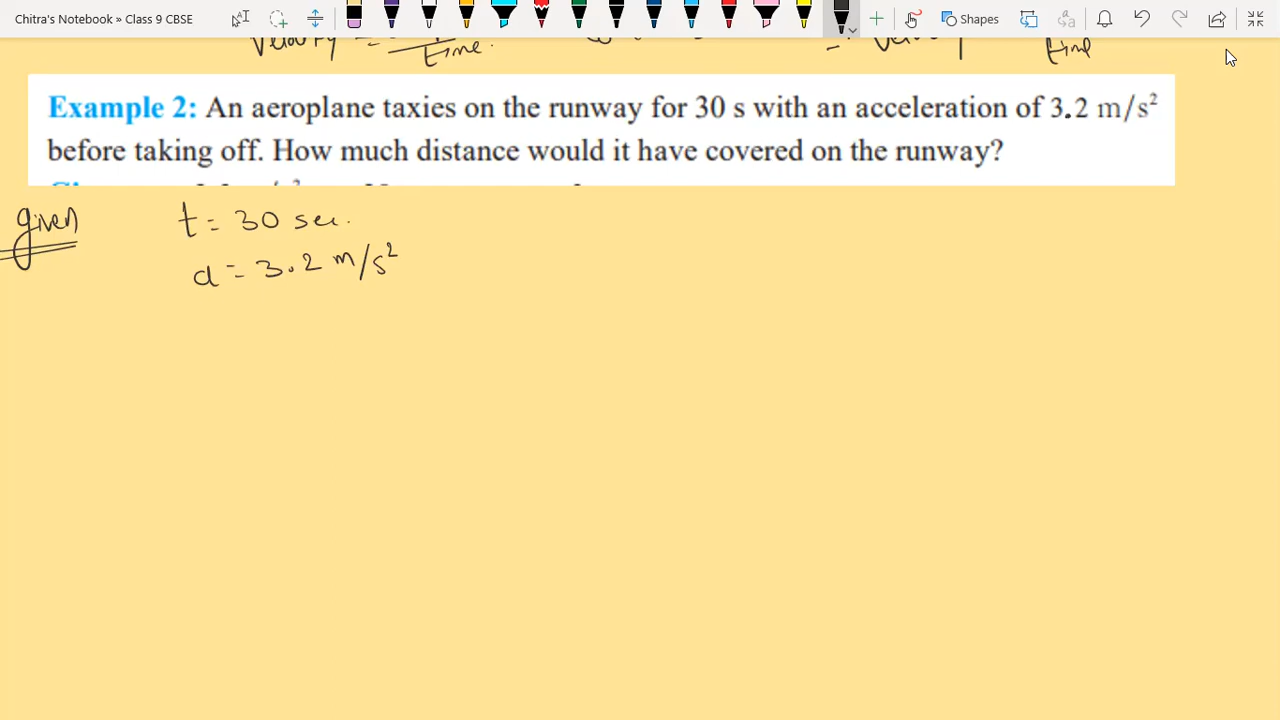 Chitra's Notebook » Class 9 CBSE
Shapes
time.
time
Example 2: An aeroplane taxies on the runway for 30 s with an acceleration of 3.2 m/s²
before taking off. How much distance would it have covered on the runway?
given t = 30 sec.
a = 3.2 m/s²